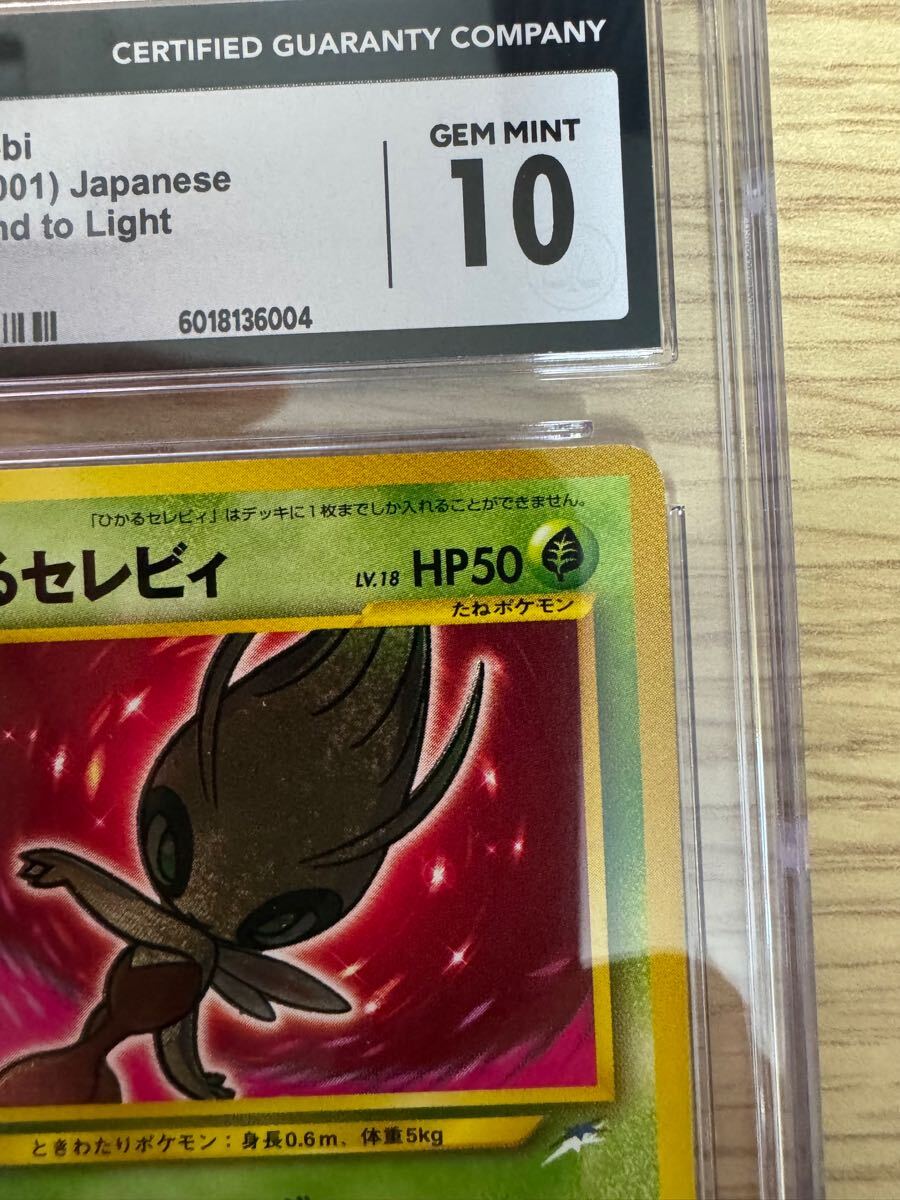 CERTIFIED GUARANTY COMPANY
bi
001) Japanese
nd to Light
GEM MINT
10
6018136004
「ひかるセレビィ」はデッキに1枚までしか入れることができません。
るセレビィ
LV.18 HP50
たねポケモン
ときわたりポケモン:身長0.6m、体重5kg